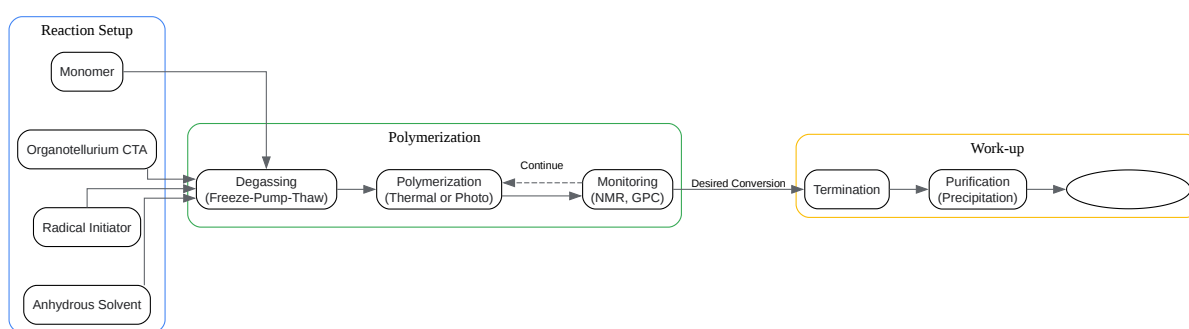 Reaction Setup
Monomer
Organotellurium CTA
Radical Initiator
Anhydrous Solvent
Polymerization
Degassing
(Freeze-Pump-Thaw)
Polymerization
(Thermal or Photo)
Continue
Monitoring
(NMR, GPC)
Desired Conversion
Work-up
Termination
Purification
(Precipitation)